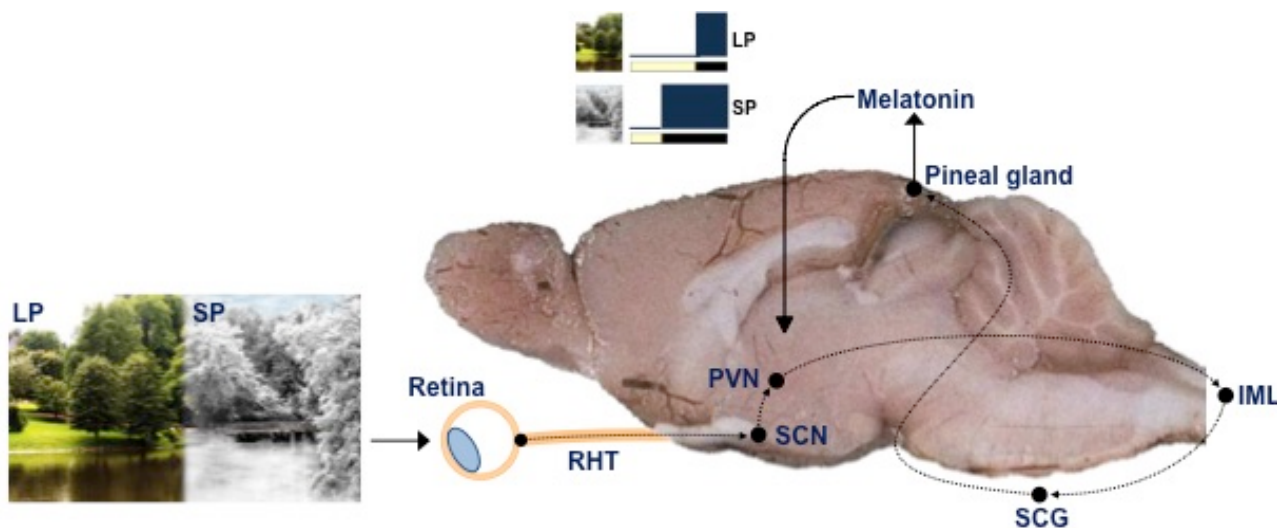 LP
SP
Melatonin
Pineal gland
LP
SP
Retina
RHT
PVN
SCN
IML
SCG